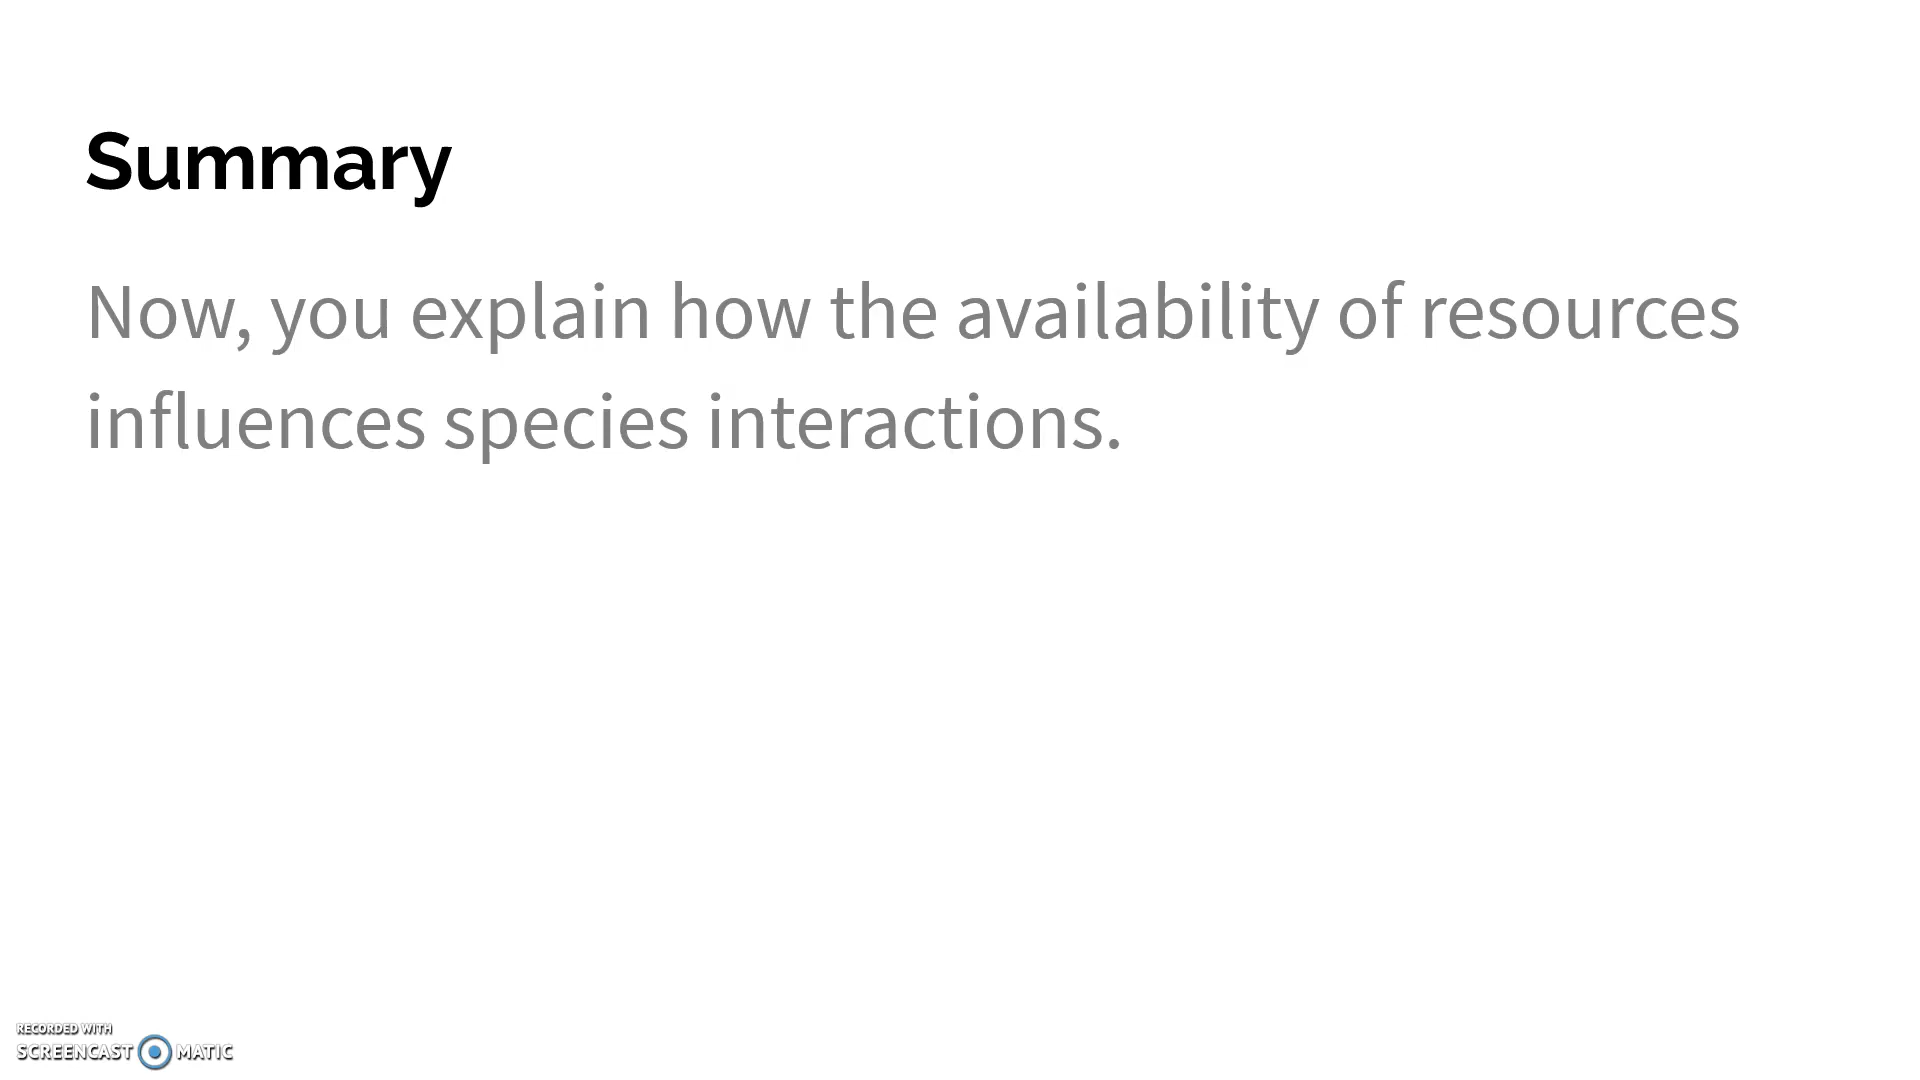 Summary
Now, you explain how the availability of resources
influences species interactions.
RECORDED WITH
SCREENCAST MATIC